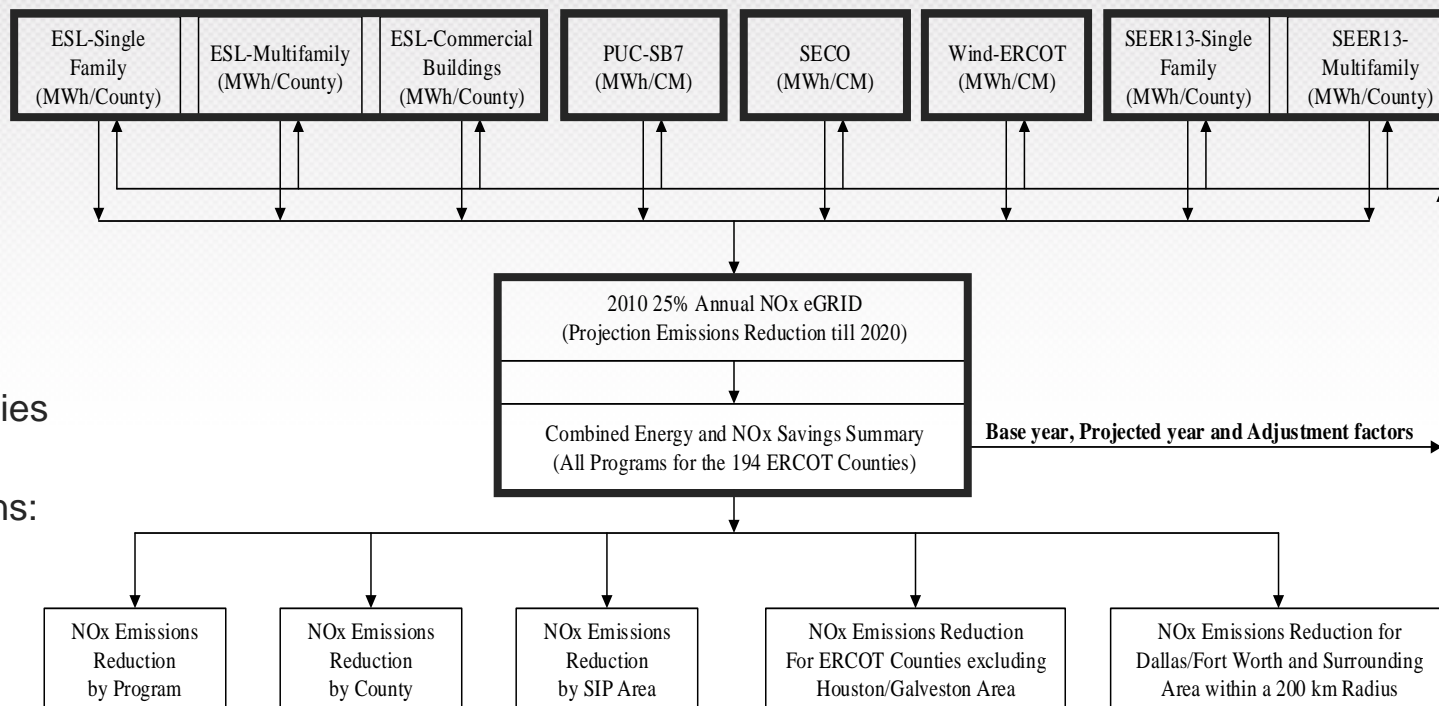 ESL-Single
Family
(MWh/County)
ESL-Multifamily
(MWh/County)
ESL-Commercial
Buildings
(MWh/County)
PUC-SB7
(MWh/CM)
SECO
(MWh/CM)
Wind-ERCOT
(MWh/CM)
SEER13-Single
Family
(MWh/County)
SEER13-
Multifamily
(MWh/County)
2010 25% Annual NOx eGRID
(Projection Emissions Reduction till 2020)
ies
Combined Energy and NOx Savings Summary
(All Programs for the 194 ERCOT Counties)
Base year, Projected year and Adjustment factors
ns:
NOx Emissions
Reduction
by Program
NOx Emissions
Reduction
by County
NOx Emissions
Reduction
by SIP Area
NOx Emissions Reduction
For ERCOT Counties excluding
Houston/Galveston Area
NOx Emissions Reduction for
Dallas/Fort Worth and Surrounding
Area within a 200 km Radius